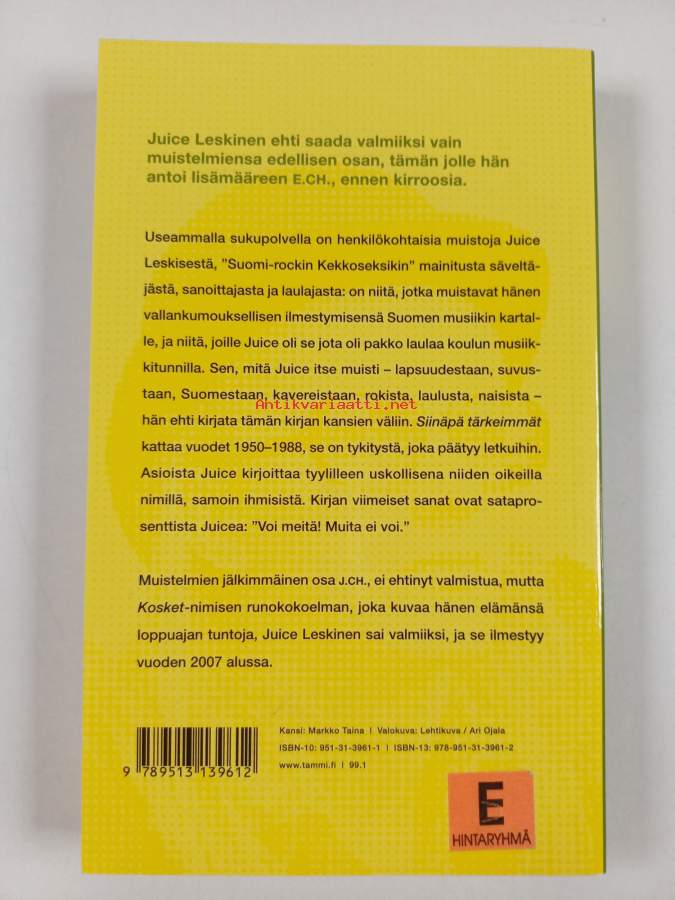 Juice Leskinen ehti saada valmiiksi vain
muistelmiensa edellisen osan, tämän jolle hän
antoi lisämääreen E.CH., ennen kirroosia.
Useammalla sukupolvella on henkilökohtaisia muistoja Juice
Leskisestä, ”Suomi-rockin Kekkoseksikin” mainitusta säveltä-
jästä, sanoittajasta ja laulajasta: on niitä, jotka muistavat hänen
vallankumouksellisen ilmestymisensä Suomen musiikin kartal-
le, ja niitä, joille Juice oli se jota oli pakko laulaa koulun musiik-
kitunnilla. Sen, mitä Juice itse muisti – lapsuudestaan, suvus-
taan, Suomestaan, kavereistaan, rokista, laulusta, naisista –
Antikvariaatti.net
hän ehti kirjata tämän kirjan kansien väliin. Siinäpä tärkeimmät
kattaa vuodet 1950–1988, se on tykitystä, joka päätyy letkuihin.
Asioista Juice kirjoittaa tyylilleen uskollisena niiden oikeilla
nimillä, samoin ihmisistä. Kirjan viimeiset sanat ovat satapro-
senttista Juicea: ”Voi meitä! Muita ei voi.”
Muistelmien jälkimmäinen osa J.CH., ei ehtinyt valmistua, mutta
Kosket-nimisen runokokoelman, joka kuvaa hänen elämänsä
loppuajan tuntoja, Juice Leskinen sai valmiiksi, ja se ilmestyy
vuoden 2007 alussa.
Kansi: Markko Taina | Valokuva: Lehtikuva / Ari Ojala
ISBN-10: 951-31-3961-1 | ISBN-13: 978-951-31-3961-2
www.tammi.fi | 99.1
9 789513 139612
E
HINTARYHMÄ